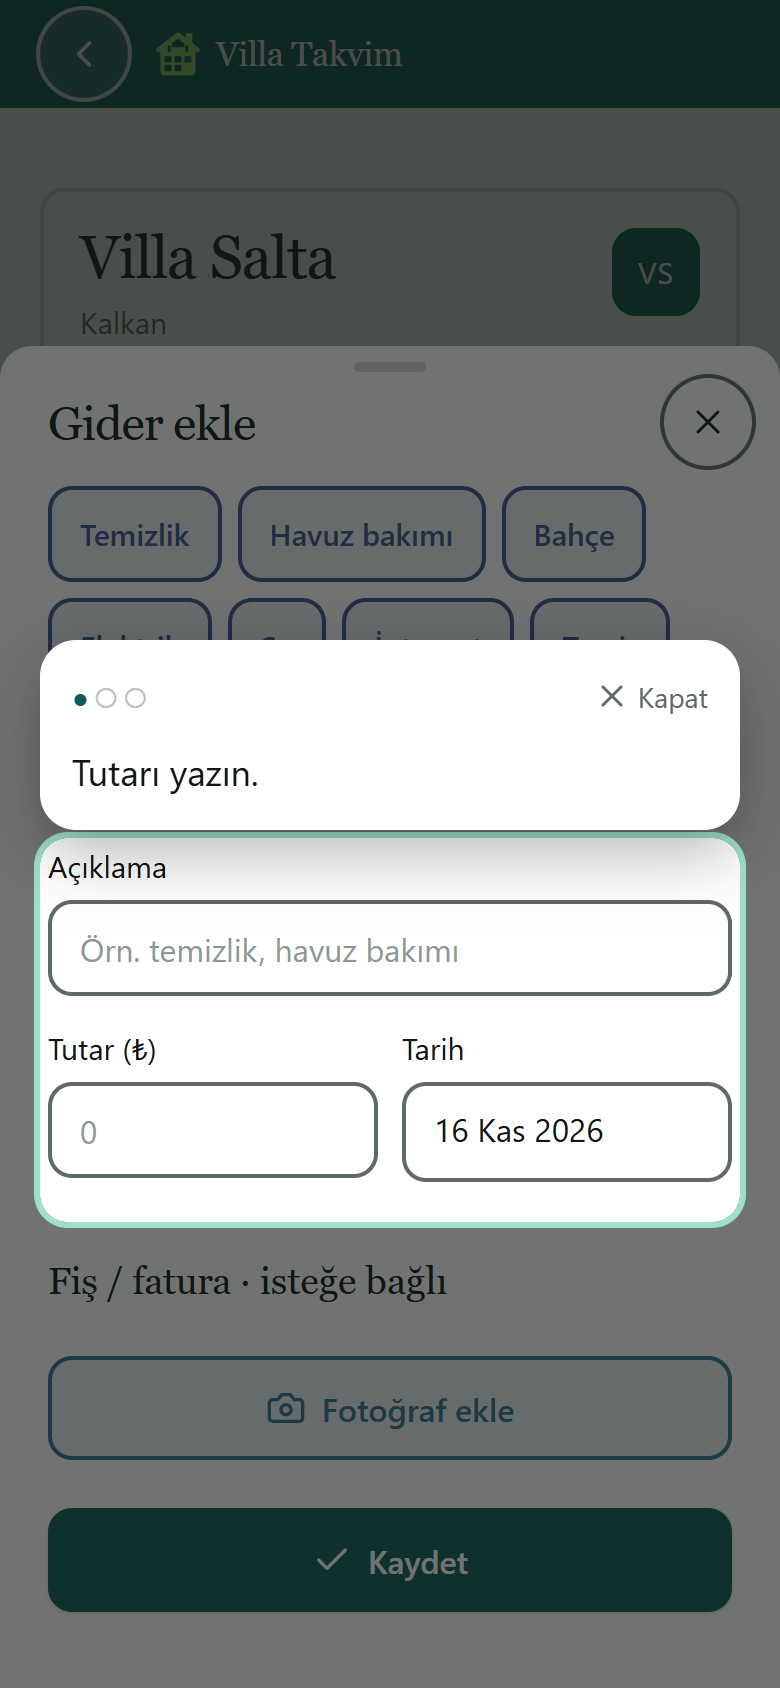 Villa Takvim
Villa Salta
VS
Kalkan
Gider ekle
Temizlik
Havuz bakımı
Bahçe
Kapat
Tutarı yazın.
Açıklama
Örn. temizlik, havuz bakımı
Tutar (₺)
Tarih
0
16 Kas 2026
Fiş / fatura · isteğe bağlı
Fotoğraf ekle
Kaydet